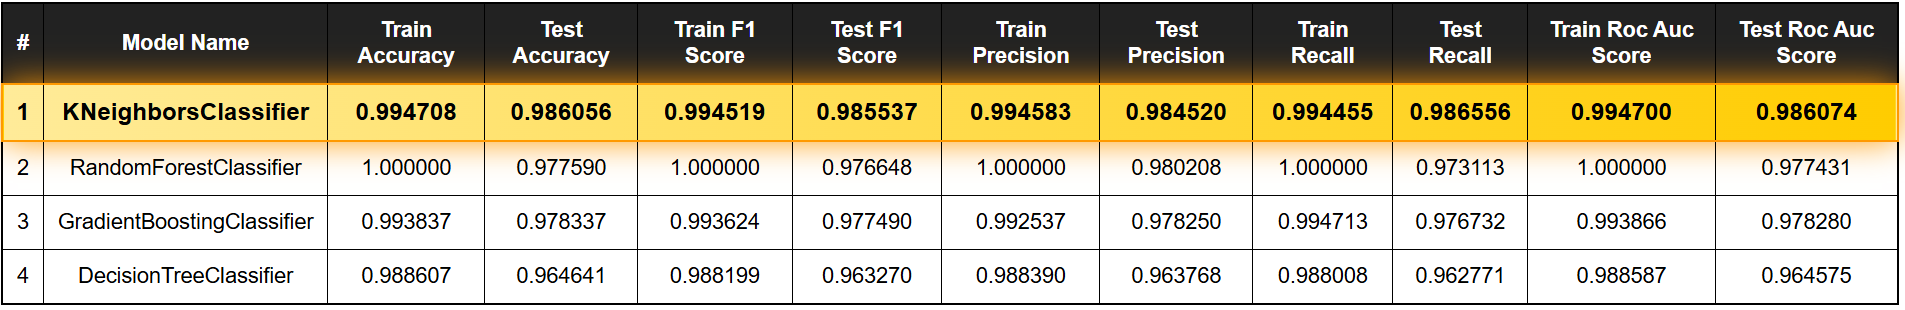 # Model Name Train Accuracy Test Accuracy Train F1 Score Test F1 Score Train Precision Test Precision Train Recall Test Recall Train Roc Auc Score Test Roc Auc Score
1 KNeighborsClassifier 0.994708 0.986056 0.994519 0.985537 0.994583 0.984520 0.994455 0.986556 0.994700 0.986074
2 RandomForestClassifier 1.000000 0.977590 1.000000 0.976648 1.000000 0.980208 1.000000 0.973113 1.000000 0.977431
3 GradientBoostingClassifier 0.993837 0.978337 0.993624 0.977490 0.992537 0.978250 0.994713 0.976732 0.993866 0.978280
4 DecisionTreeClassifier 0.988607 0.964641 0.988199 0.963270 0.988390 0.963768 0.988008 0.962771 0.988587 0.964575